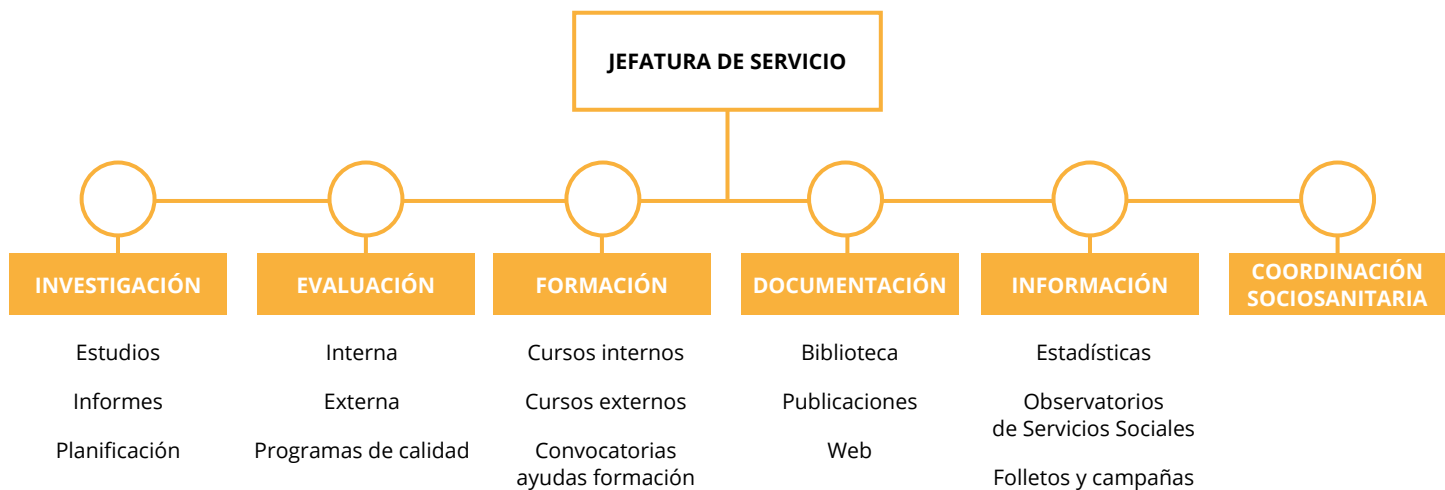 JEFATURA DE SERVICIO
INVESTIGACIÓN
Estudios
Informes
Planificación
EVALUACIÓN
Interna
Externa
Programas de calidad
FORMACIÓN
Cursos internos
Cursos externos
Convocatorias
ayudas formación
DOCUMENTACIÓN
Biblioteca
Publicaciones
Web
INFORMACIÓN
Estadísticas
Observatorios
de Servicios Sociales
Folletos y campañas
COORDINACIÓN
SOCIOSANITARIA